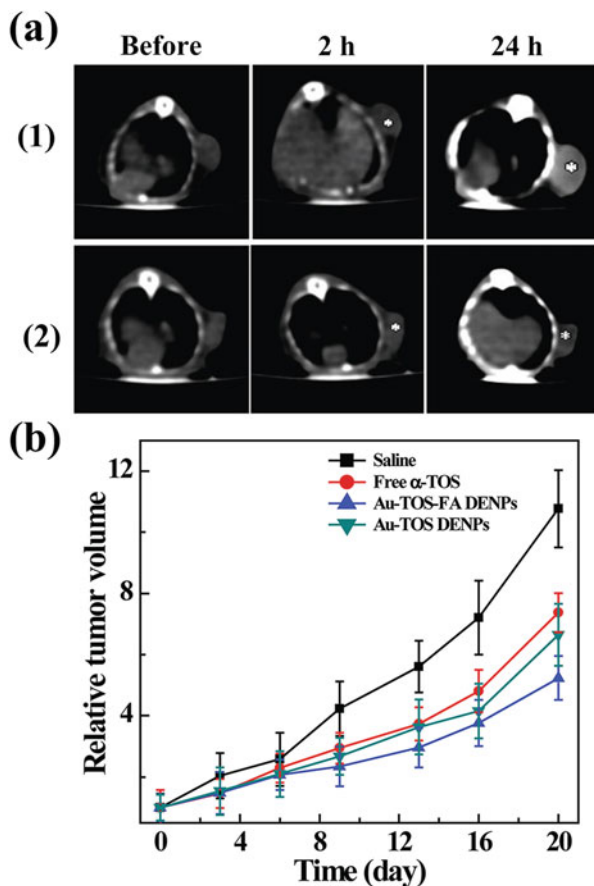 (a)
Before 2 h 24 h
(1)
* *
(2)
* *
(b)
Saline
Free α-TOS
Au-TOS-FA DENPs
Au-TOS DENPs
Relative tumor volume
12
8
4
0 4 8 12 16 20
Time (day)